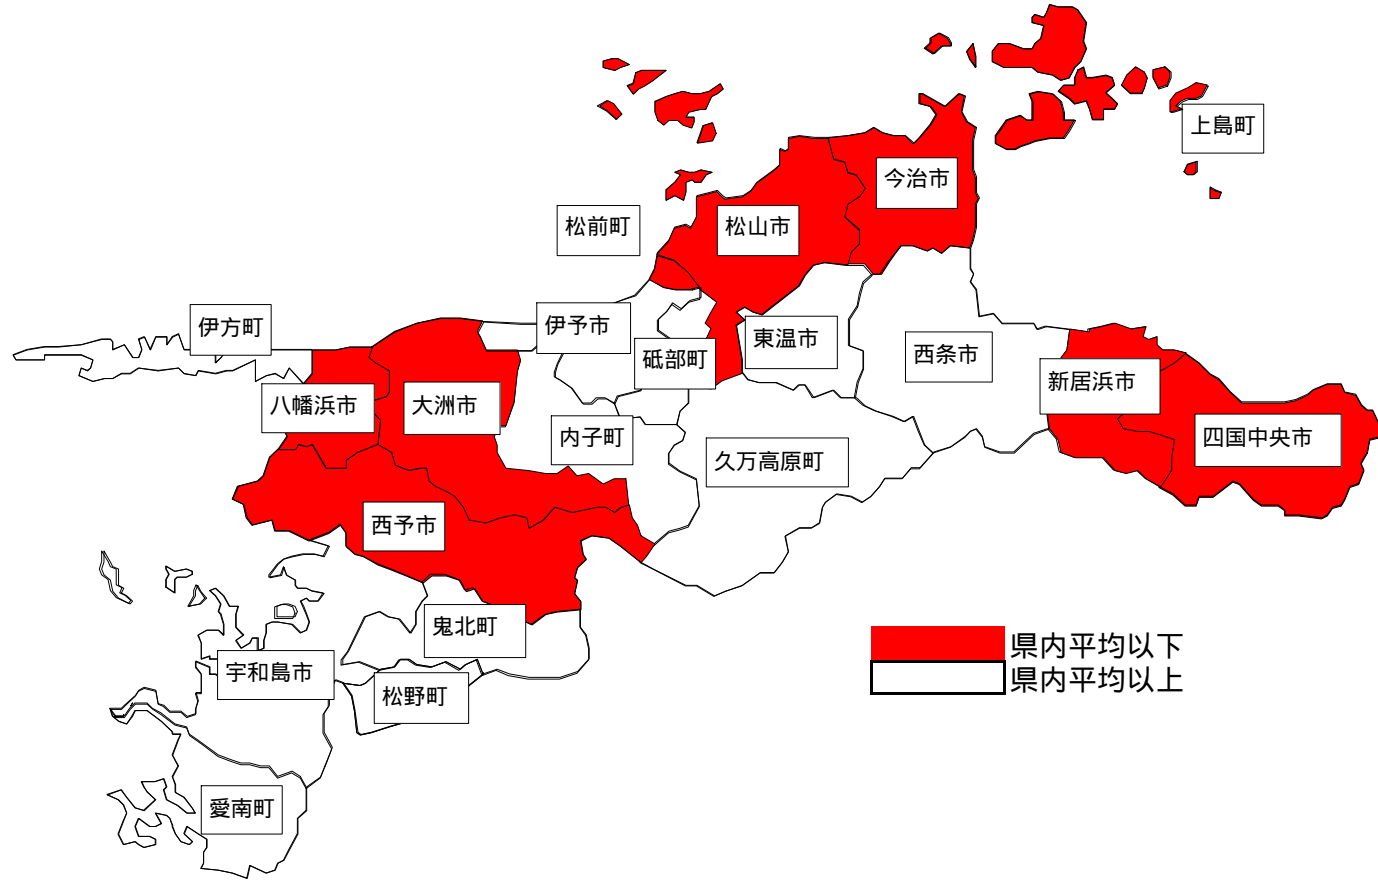 上島町
今治市
松前町
松山市
伊方町
伊予市
東温市
砥部町
西条市
新居浜市
八幡浜市
大洲市
内子町
四国中央市
久万高原町
西予市
鬼北町
宇和島市
松野町
県内平均以下
県内平均以上
愛南町